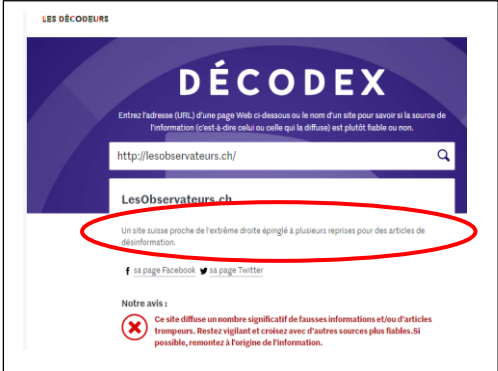 LES DÉCODEURS
DÉCODEX
Entrez l'adresse (URL) d'une page Web ci-dessous ou le nom d'un site pour savoir si la source de
l'information (c'est-à-dire celui ou celle qui la diffuse) est plutôt fiable ou non.
http://lesobservateurs.ch/
LesObservateurs.ch
Un site suisse proche de l'extrême droite épinglé à plusieurs reprises pour des articles de
désinformation.
sa page Facebook sa page Twitter
Notre avis :
Ce site diffuse un nombre significatif de fausses informations et/ou d'articles
trompeurs. Restez vigilant et croisez avec d'autres sources plus fiables. Si
possible, remontez à l'origine de l'information.